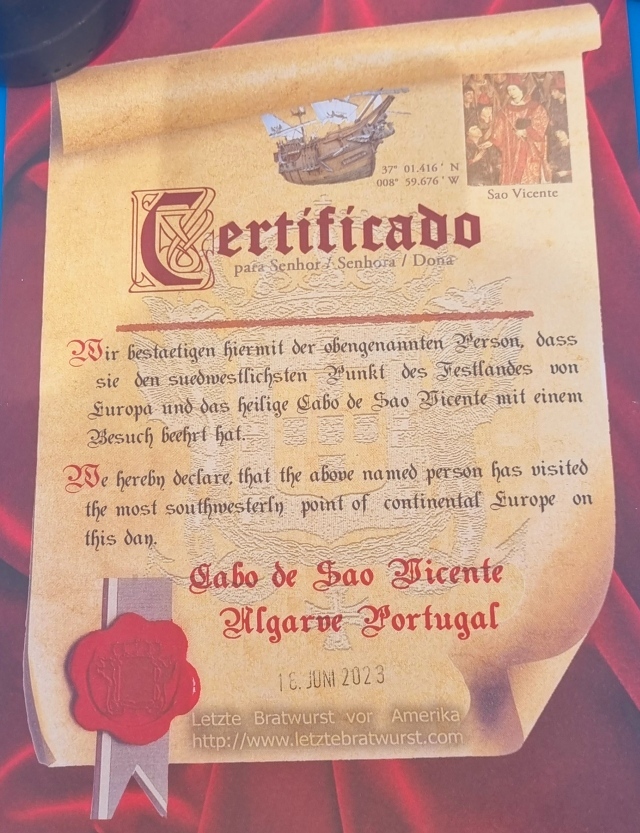 37° 01.416 ' N
008° 59.676 ' W
Sao Vicente
Certificado
para Senhor / Senhora / Dona
Wir bestaetigen hiermit der obengenannten Person, dass
sie den suedwestlichsten Punkt des Festlandes von
Europa und das heilige Cabo de Sao Vicente mit einem
Besuch beehrt hat.
We hereby declare, that the above named person has visited
the most southwesterly point of continental Europe on
this day.
Cabo de Sao Vicente
Algarve Portugal
JUNI 2023
Letzte Bratwurst vor Amerika
http://www.letztebratwurst.com